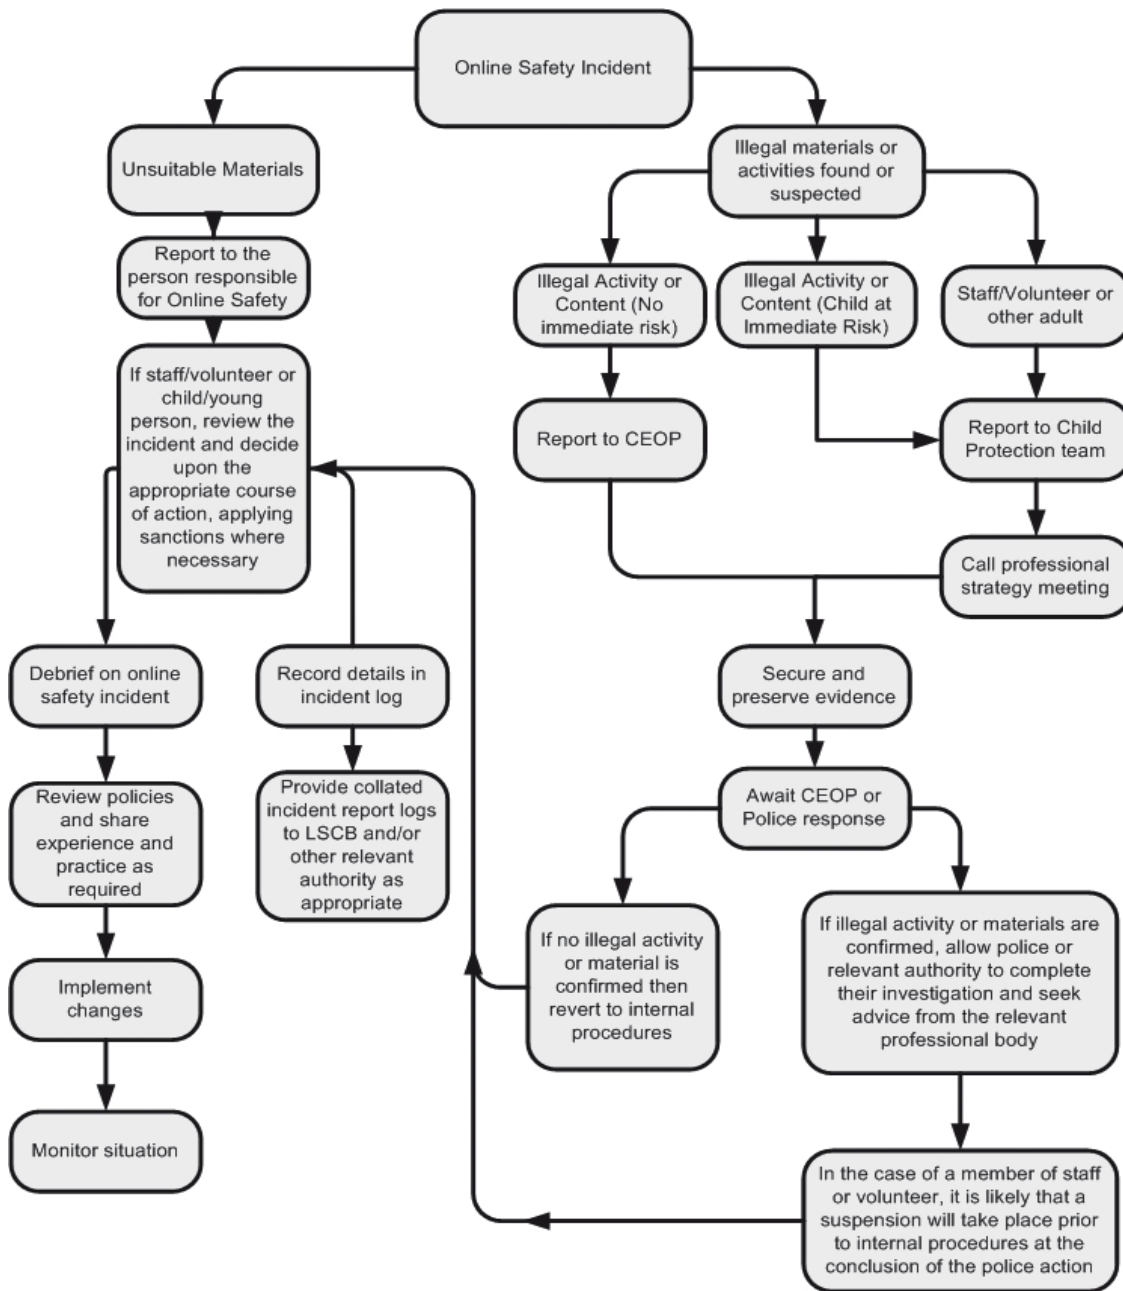 Online Safety Incident
Unsuitable Materials
Illegal materials or
activities found or
suspected
Report to the
person responsible
for Online Safety
Illegal Activity or
Content (No
immediate risk)
Illegal Activity or
Content (Child at
Immediate Risk)
Staff/Volunteer or
other adult
If staff/volunteer or
child/young
person, review the
incident and decide
upon the
appropriate course
of action, applying
sanctions where
necessary
Report to CEOP
Report to Child
Protection team
Call professional
strategy meeting
Debrief on online
safety incident
Record details in
incident log
Secure and
preserve evidence
Review policies
and share
experience and
practice as
required
Provide collated
incident report logs
to LSCB and/or
other relevant
authority as
appropriate
Await CEOP or
Police response
If no illegal activity
or material is
confirmed then
revert to internal
procedures
If illegal activity or materials are
confirmed, allow police or
relevant authority to complete
their investigation and seek
advice from the relevant
professional body
Implement
changes
Monitor situation
In the case of a member of staff
or volunteer, it is likely that a
suspension will take place prior
to internal procedures at the
conclusion of the police action